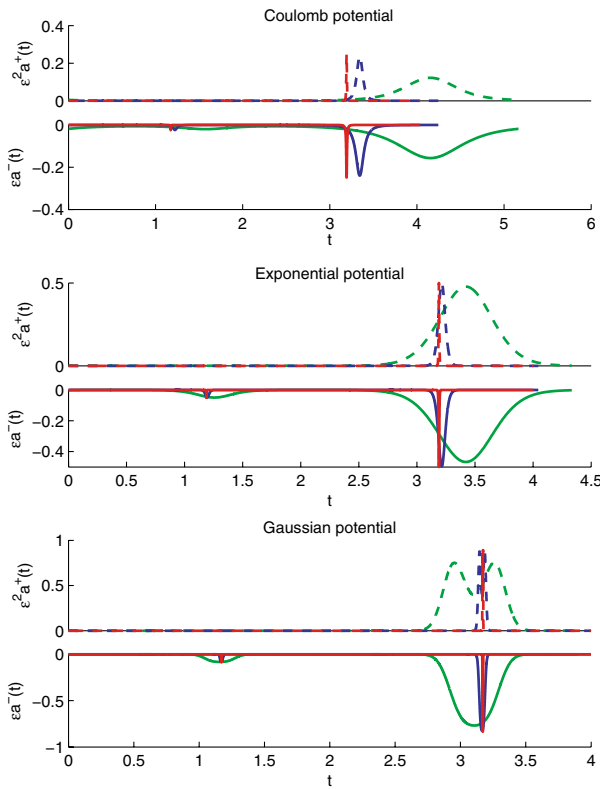 Coulomb potential
ε²a⁺(t)
0.4
0.2
0
εa⁻(t)
0
−0.2
−0.4
0 1 2 3 4 5 6
t
Exponential potential
ε²a⁺(t)
0.5
0
εa⁻(t)
0
−0.2
−0.4
0 0.5 1 1.5 2 2.5 3 3.5 4 4.5
t
Gaussian potential
ε²a⁺(t)
1
0.5
0
εa⁻(t)
0
−0.5
−1
0 0.5 1 1.5 2 2.5 3 3.5 4
t